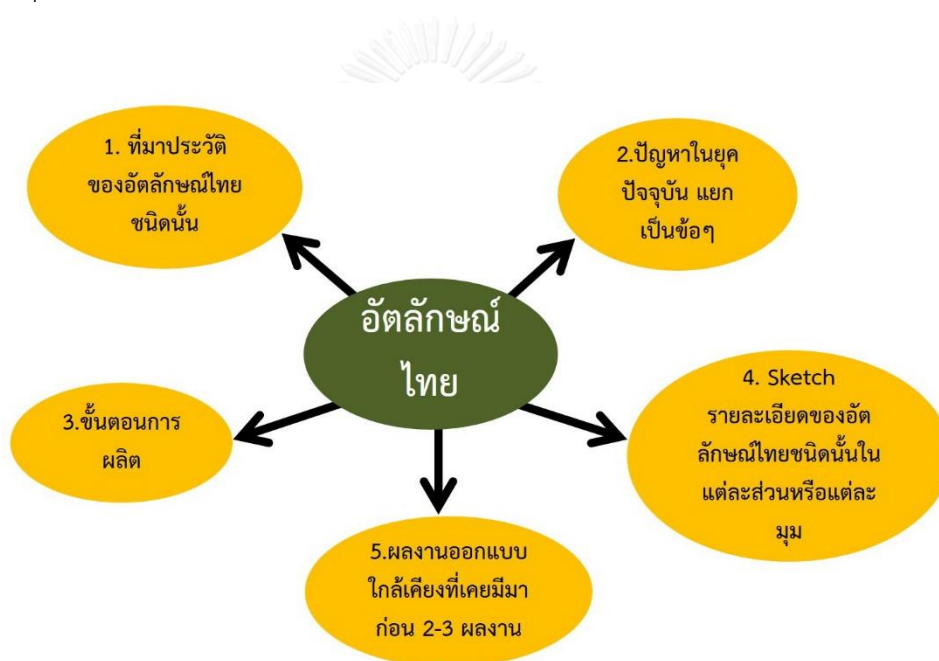 1. ที่มาประวัติ
ของอัตลักษณ์ไทย
ชนิดนั้น
2.ปัญหาในยุค
ปัจจุบัน แยก
เป็นข้อๆ
อัตลักษณ์
ไทย
3.ขั้นตอนการ
ผลิต
4. Sketch
รายละเอียดของอัต
ลักษณ์ไทยชนิดนั้นใน
แต่ละส่วนหรือแต่ละ
มุม
5.ผลงานออกแบบ
ใกล้เคียงที่เคยมีมา
ก่อน 2-3 ผลงาน